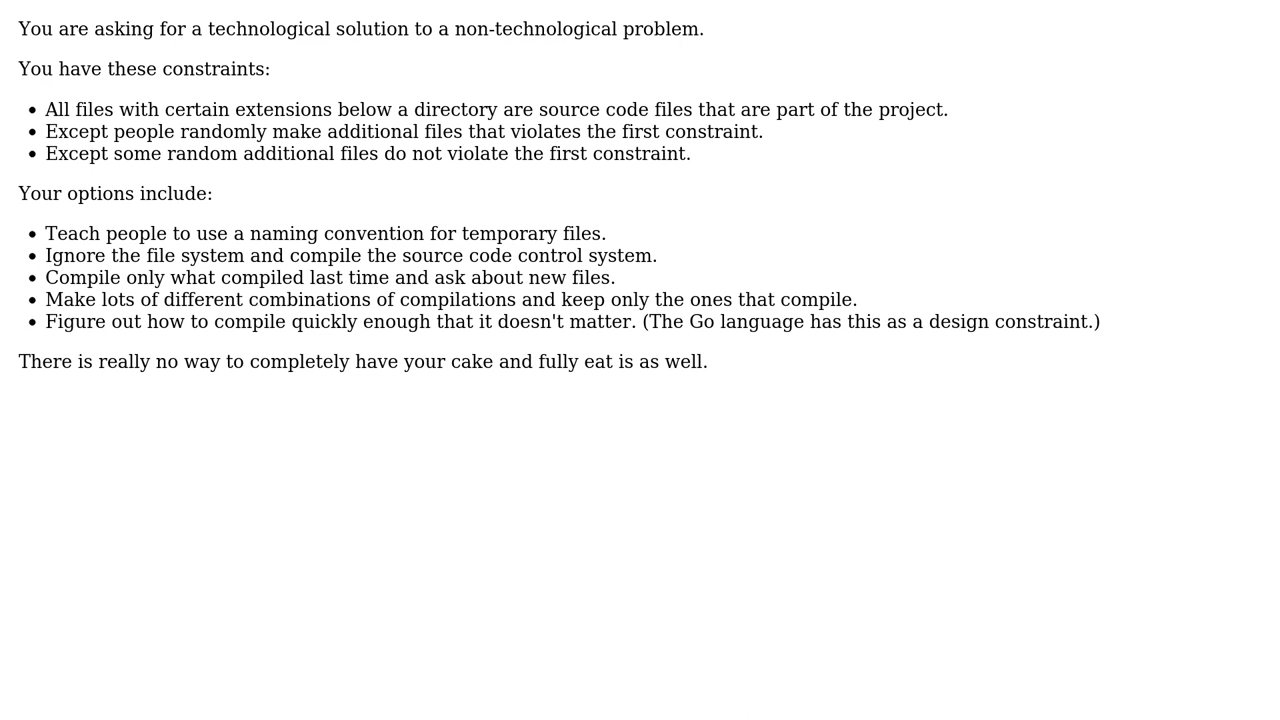 You are asking for a technological solution to a non-technological problem.
You have these constraints:
• All files with certain extensions below a directory are source code files that are part of the project.
• Except people randomly make additional files that violates the first constraint.
• Except some random additional files do not violate the first constraint.
Your options include:
• Teach people to use a naming convention for temporary files.
• Ignore the file system and compile the source code control system.
• Compile only what compiled last time and ask about new files.
• Make lots of different combinations of compilations and keep only the ones that compile.
• Figure out how to compile quickly enough that it doesn't matter. (The Go language has this as a design constraint.)
There is really no way to completely have your cake and fully eat is as well.